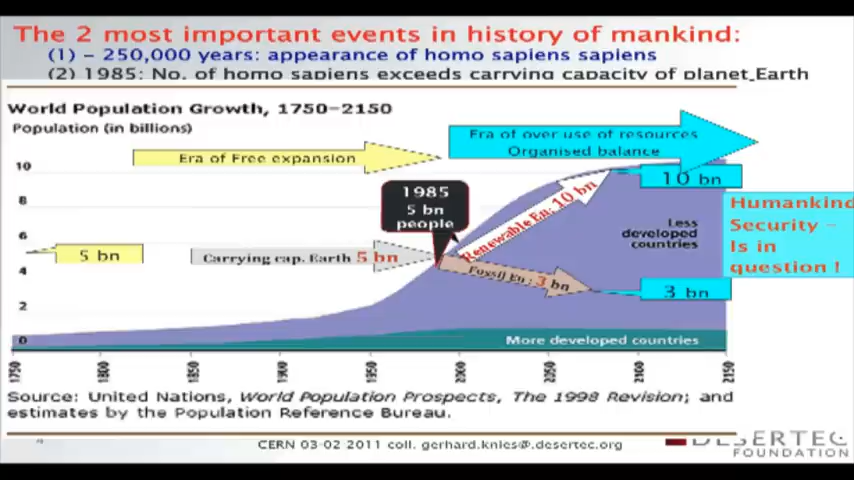 The 2 most important events in history of mankind:
(1) – 250,000 years: appearance of homo sapiens sapiens
(2) 1985: No. of homo sapiens exceeds carrying capacity of planet Earth
World Population Growth, 1750–2150
Population (in billions)
Era of Free expansion
Era of over use of resources
Organised balance
10
8
6
4
2
0
1985
5 bn
people
5 bn
Carrying cap. Earth 5 bn
Renewable En: 10 bn
Fossil En: 3 bn
10 bn
3 bn
Less
developed
countries
Humankind
Security –
Is in
question !
More developed countries
1750
1800
1850
1900
1950
2000
2050
2100
2150
Source: United Nations, World Population Prospects, The 1998 Revision; and
estimates by the Population Reference Bureau.
4
CERN 03-02 2011 coll. gerhard.knies@.desertec.org
DESERTEC
FOUNDATION